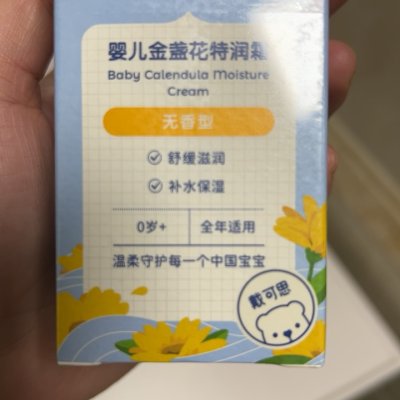 婴儿金盏花特润霜
Baby Calendula Moisture
Cream
无香型
舒缓滋润
补水保湿
0岁+ 全年适用
温柔守护每一个中国宝宝
戴可思